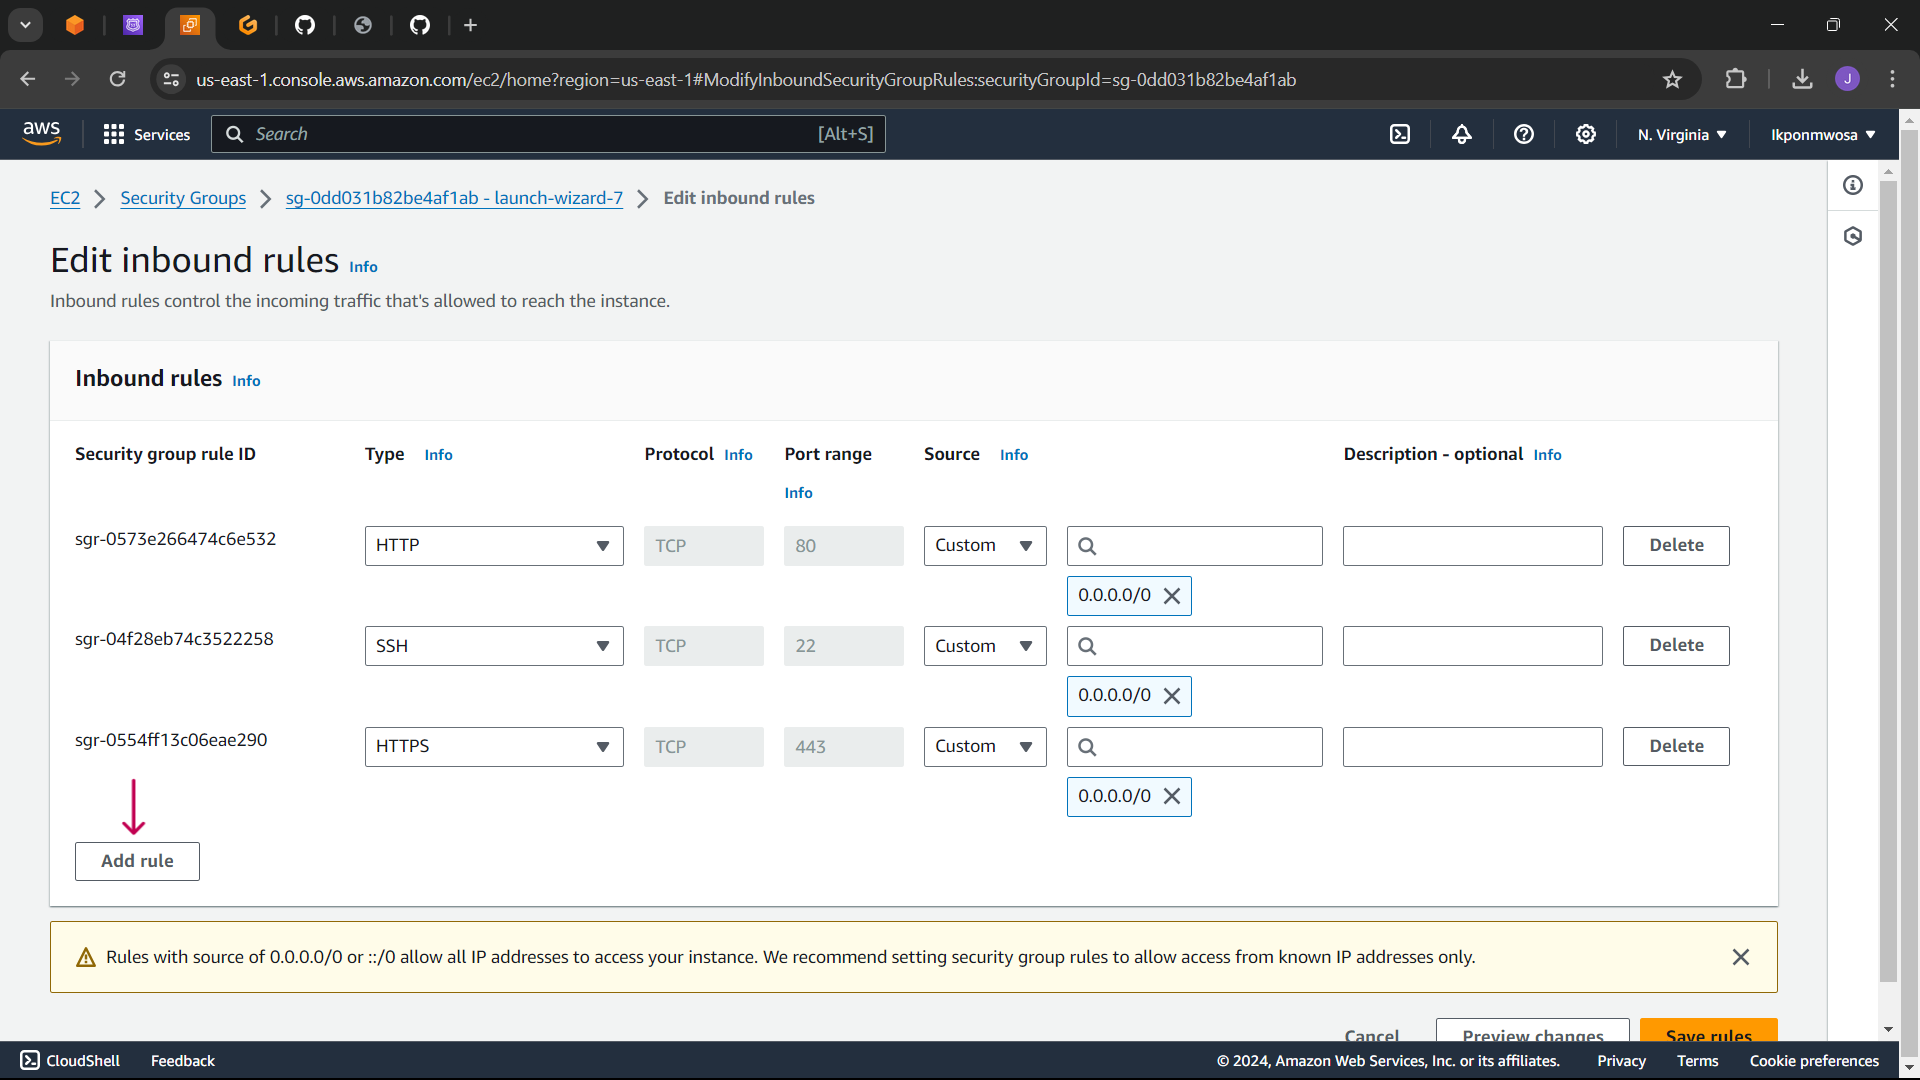 us-east-1.console.aws.amazon.com/ec2/home?region=us-east-1#ModifyInboundSecurityGroupRules:securityGroupId=sg-0dd031b82be4af1ab
J
aws
Services
Search
[Alt+S]
N. Virginia
Ikponmwosa
EC2
Security Groups
sg-0dd031b82be4af1ab - launch-wizard-7
Edit inbound rules
Edit inbound rules Info
Inbound rules control the incoming traffic that's allowed to reach the instance.
Inbound rules Info
Security group rule ID
Type Info
Protocol Info
Port range
Info
Source Info
Description - optional Info
sgr-0573e266474c6e532
HTTP
TCP
80
Custom
Delete
0.0.0.0/0
sgr-04f28eb74c3522258
SSH
TCP
22
Custom
Delete
0.0.0.0/0
sgr-0554ff13c06eae290
HTTPS
TCP
443
Custom
Delete
0.0.0.0/0
Add rule
Rules with source of 0.0.0.0/0 or ::/0 allow all IP addresses to access your instance. We recommend setting security group rules to allow access from known IP addresses only.
Cancel
Preview changes
Save rules
CloudShell
Feedback
© 2024, Amazon Web Services, Inc. or its affiliates.
Privacy
Terms
Cookie preferences